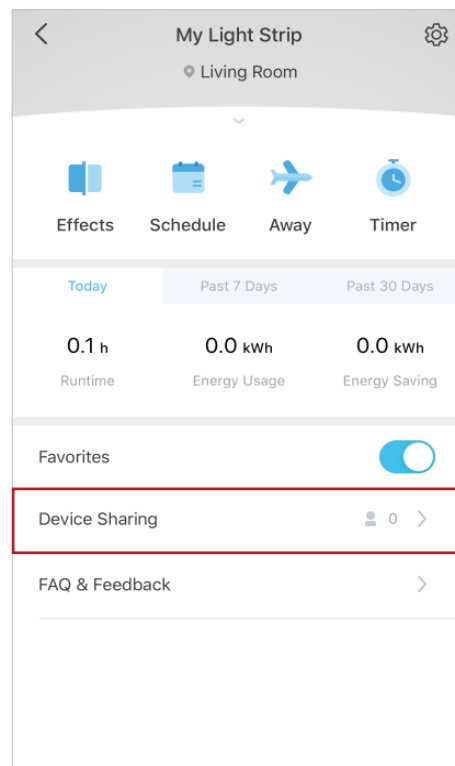 My Light Strip
Living Room
Effects Schedule Away Timer
Today Past 7 Days Past 30 Days
0.1 h 0.0 kWh 0.0 kWh
Runtime Energy Usage Energy Saving
Favorites
Device Sharing 0
FAQ & Feedback